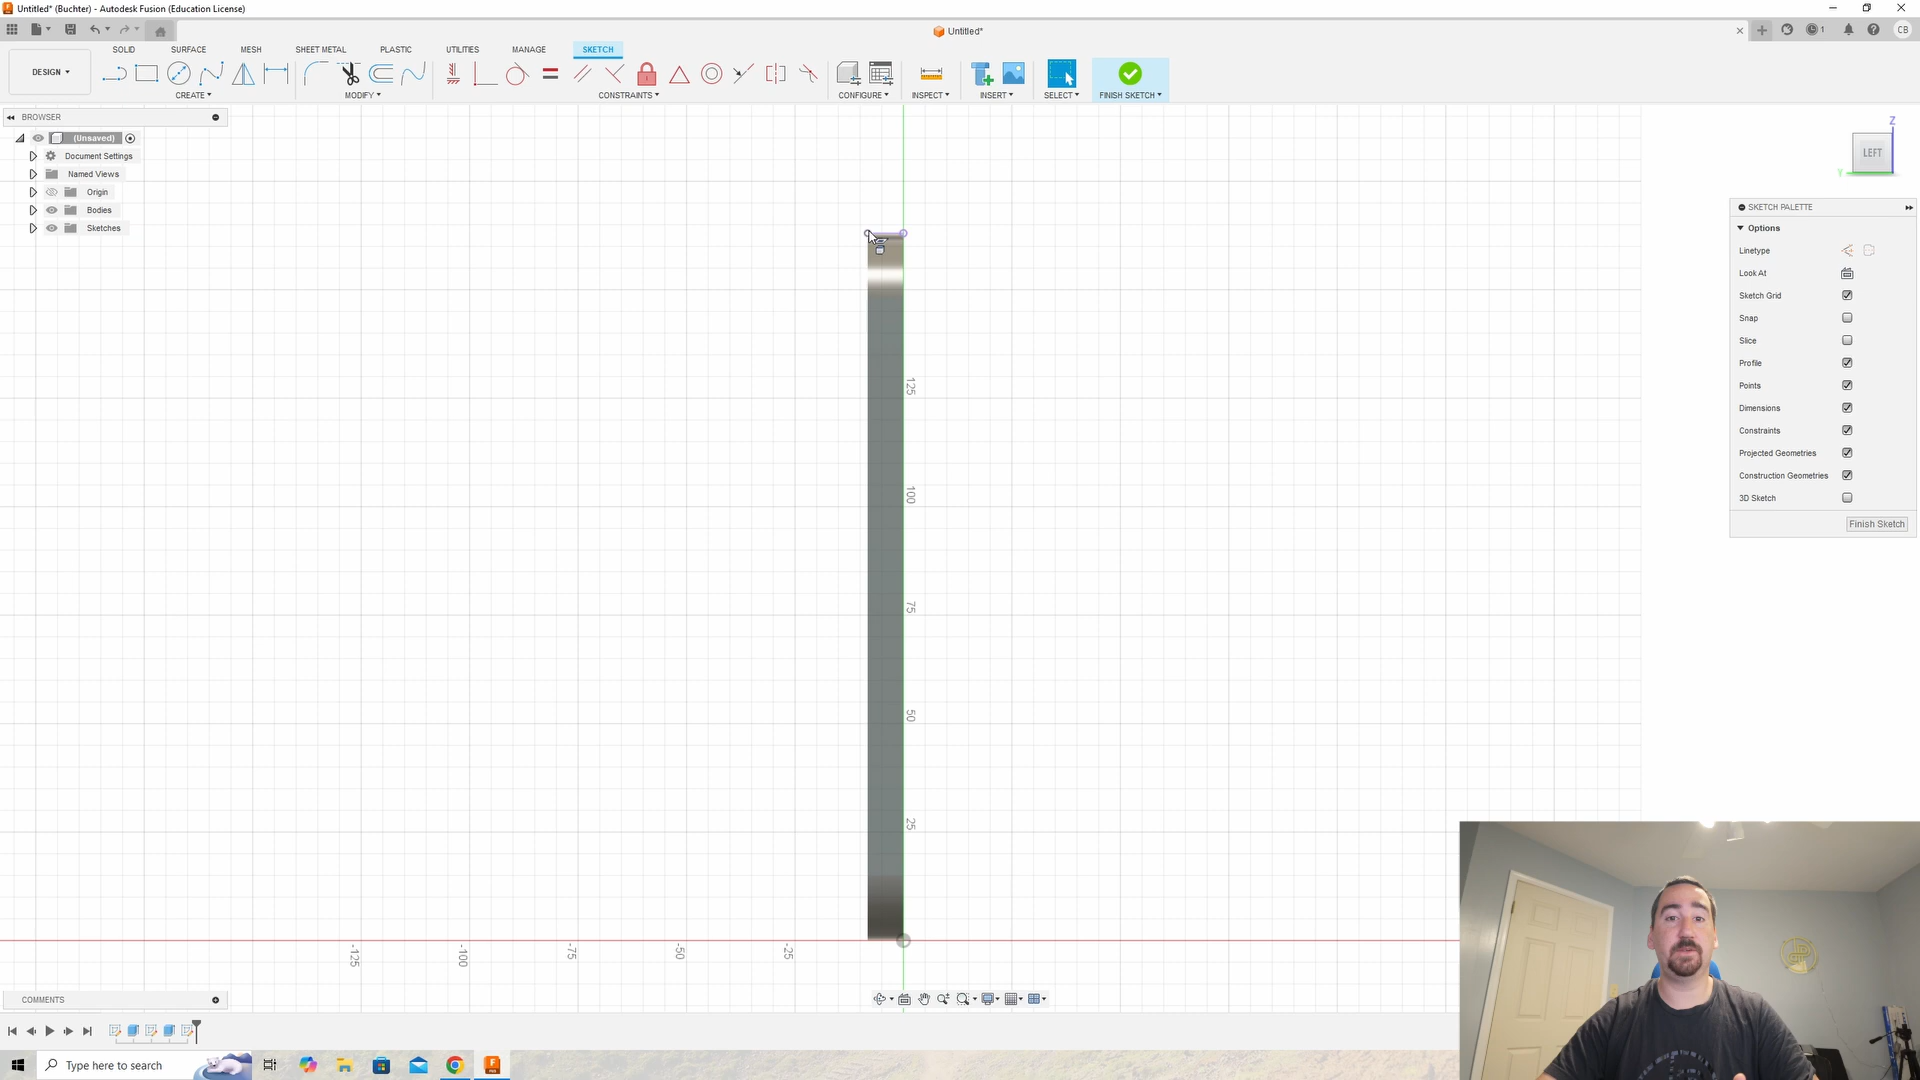 Untitled* (Buchter) - Autodesk Fusion (Education License)
Untitled*
1
CB
SOLID
SURFACE
MESH
SHEET METAL
PLASTIC
UTILITIES
MANAGE
SKETCH
DESIGN
CREATE
MODIFY
CONSTRAINTS
CONFIGURE
INSPECT
INSERT
SELECT
FINISH SKETCH
BROWSER
(Unsaved)
Document Settings
Named Views
Origin
Bodies
Sketches
Z
LEFT
Y
SKETCH PALETTE
Options
Linetype
Look At
Sketch Grid
Snap
Slice
Profile
Points
Dimensions
Constraints
Projected Geometries
Construction Geometries
3D Sketch
Finish Sketch
125
100
75
50
25
-125
-100
-75
-50
-25
COMMENTS
Type here to search